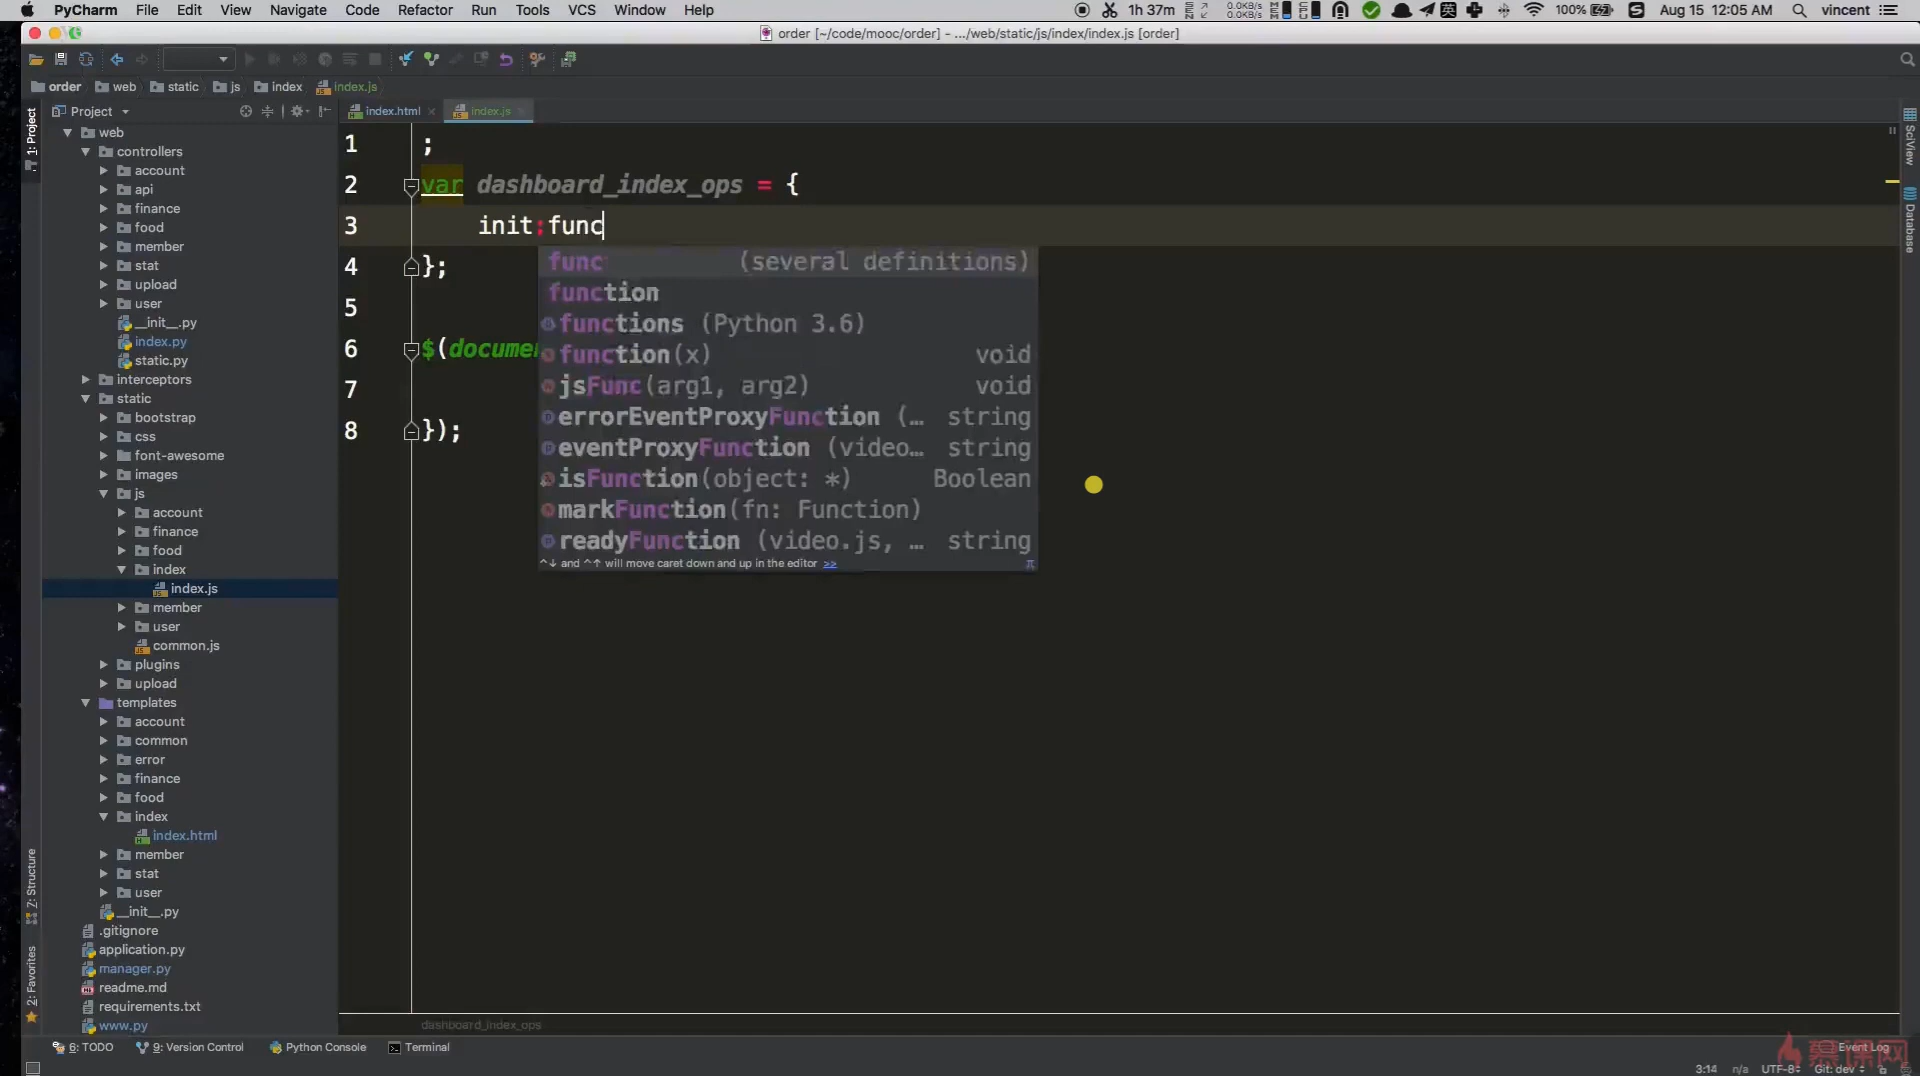 PyCharm File Edit View Navigate Code Refactor Run Tools VCS Window Help 1h 37m 0.0KB/s 0.0KB/s 英 100% Aug 15 12:05 AM vincent
order [~/code/mooc/order] - .../web/static/js/index/index.js [order]
order web static js index index.js
Project index.html index.js
1: Project
7: Structure
2: Favorites
SciView
Database
web
controllers
account
api
finance
food
member
stat
upload
user
__init__.py
index.py
static.py
interceptors
static
bootstrap
css
font-awesome
images
js
account
finance
food
index
index.js
member
user
common.js
plugins
upload
templates
account
common
error
finance
food
index
index.html
member
stat
user
__init__.py
.gitignore
application.py
manager.py
readme.md
requirements.txt
www.py
1 ;
2 var dashboard_index_ops = {
3 init:func
4 };
5
6 $(documen
7
8 });
func (several definitions)
function
functions (Python 3.6)
function(x) void
jsFunc(arg1, arg2) void
errorEventProxyFunction (… string
eventProxyFunction (video… string
isFunction(object: *) Boolean
markFunction(fn: Function)
readyFunction (video.js, … string
^↓ and ^↑ will move caret down and up in the editor >> π
dashboard_index_ops
6: TODO 9: Version Control Python Console Terminal Event Log
慕课网
3:14 n/a UTF-8 Git: dev